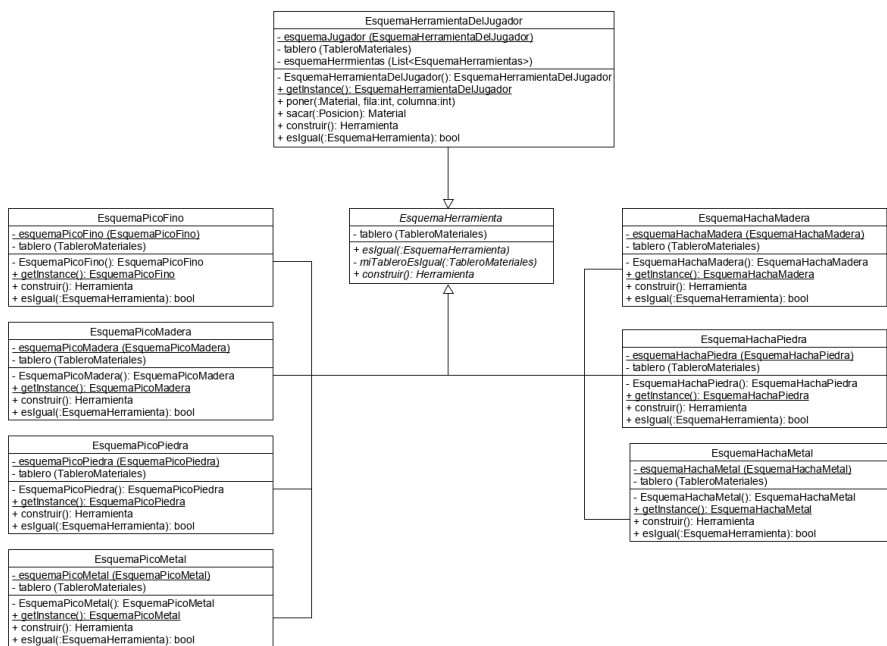 EsquemaHerramientaDelJugador
- esquemaJugador (EsquemaHerramientaDelJugador)
- tablero (TableroMateriales)
- esquemaHerrmientas (List<EsquemaHerramientas>)
- EsquemaHerramientaDelJugador(): EsquemaHerramientaDelJugador
+ getInstance(): EsquemaHerramientaDelJugador
+ poner(:Material, fila:int, columna:int)
+ sacar(:Posicion): Material
+ construir(): Herramienta
+ esIgual(:EsquemaHerramienta): bool
EsquemaPicoFino
- esquemaPicoFino (EsquemaPicoFino)
- tablero (TableroMateriales)
- EsquemaPicoFino(): EsquemaPicoFino
+ getInstance(): EsquemaPicoFino
+ construir(): Herramienta
+ esIgual(:EsquemaHerramienta): bool
EsquemaHerramienta
- tablero (TableroMateriales)
+ esIgual(:EsquemaHerramienta)
- miTableroEsIgual(:TableroMateriales)
+ construir(): Herramienta
EsquemaHachaMadera
- esquemaHachaMadera (EsquemaHachaMadera)
- tablero (TableroMateriales)
- EsquemaHachaMadera(): EsquemaHachaMadera
+ getInstance(): EsquemaHachaMadera
+ construir(): Herramienta
+ esIgual(:EsquemaHerramienta): bool
EsquemaPicoMadera
- esquemaPicoMadera (EsquemaPicoMadera)
- tablero (TableroMateriales)
- EsquemaPicoMadera(): EsquemaPicoMadera
+ getInstance(): EsquemaPicoMadera
+ construir(): Herramienta
+ esIgual(:EsquemaHerramienta): bool
EsquemaHachaPiedra
- esquemaHachaPiedra (EsquemaHachaPiedra)
- tablero (TableroMateriales)
- EsquemaHachaPiedra(): EsquemaHachaPiedra
+ getInstance(): EsquemaHachaPiedra
+ construir(): Herramienta
+ esIgual(:EsquemaHerramienta): bool
EsquemaPicoPiedra
- esquemaPicoPiedra (EsquemaPicoPiedra)
- tablero (TableroMateriales)
- EsquemaPicoPiedra(): EsquemaPicoPiedra
+ getInstance(): EsquemaPicoPiedra
+ construir(): Herramienta
+ esIgual(:EsquemaHerramienta): bool
EsquemaHachaMetal
- esquemaHachaMetal (EsquemaHachaMetal)
- tablero (TableroMateriales)
- EsquemaHachaMetal(): EsquemaHachaMetal
+ getInstance(): EsquemaHachaMetal
+ construir(): Herramienta
+ esIgual(:EsquemaHerramienta): bool
EsquemaPicoMetal
- esquemaPicoMetal (EsquemaPicoMetal)
- tablero (TableroMateriales)
- EsquemaPicoMetal(): EsquemaPicoMetal
+ getInstance(): EsquemaPicoMetal
+ construir(): Herramienta
+ esIgual(:EsquemaHerramienta): bool